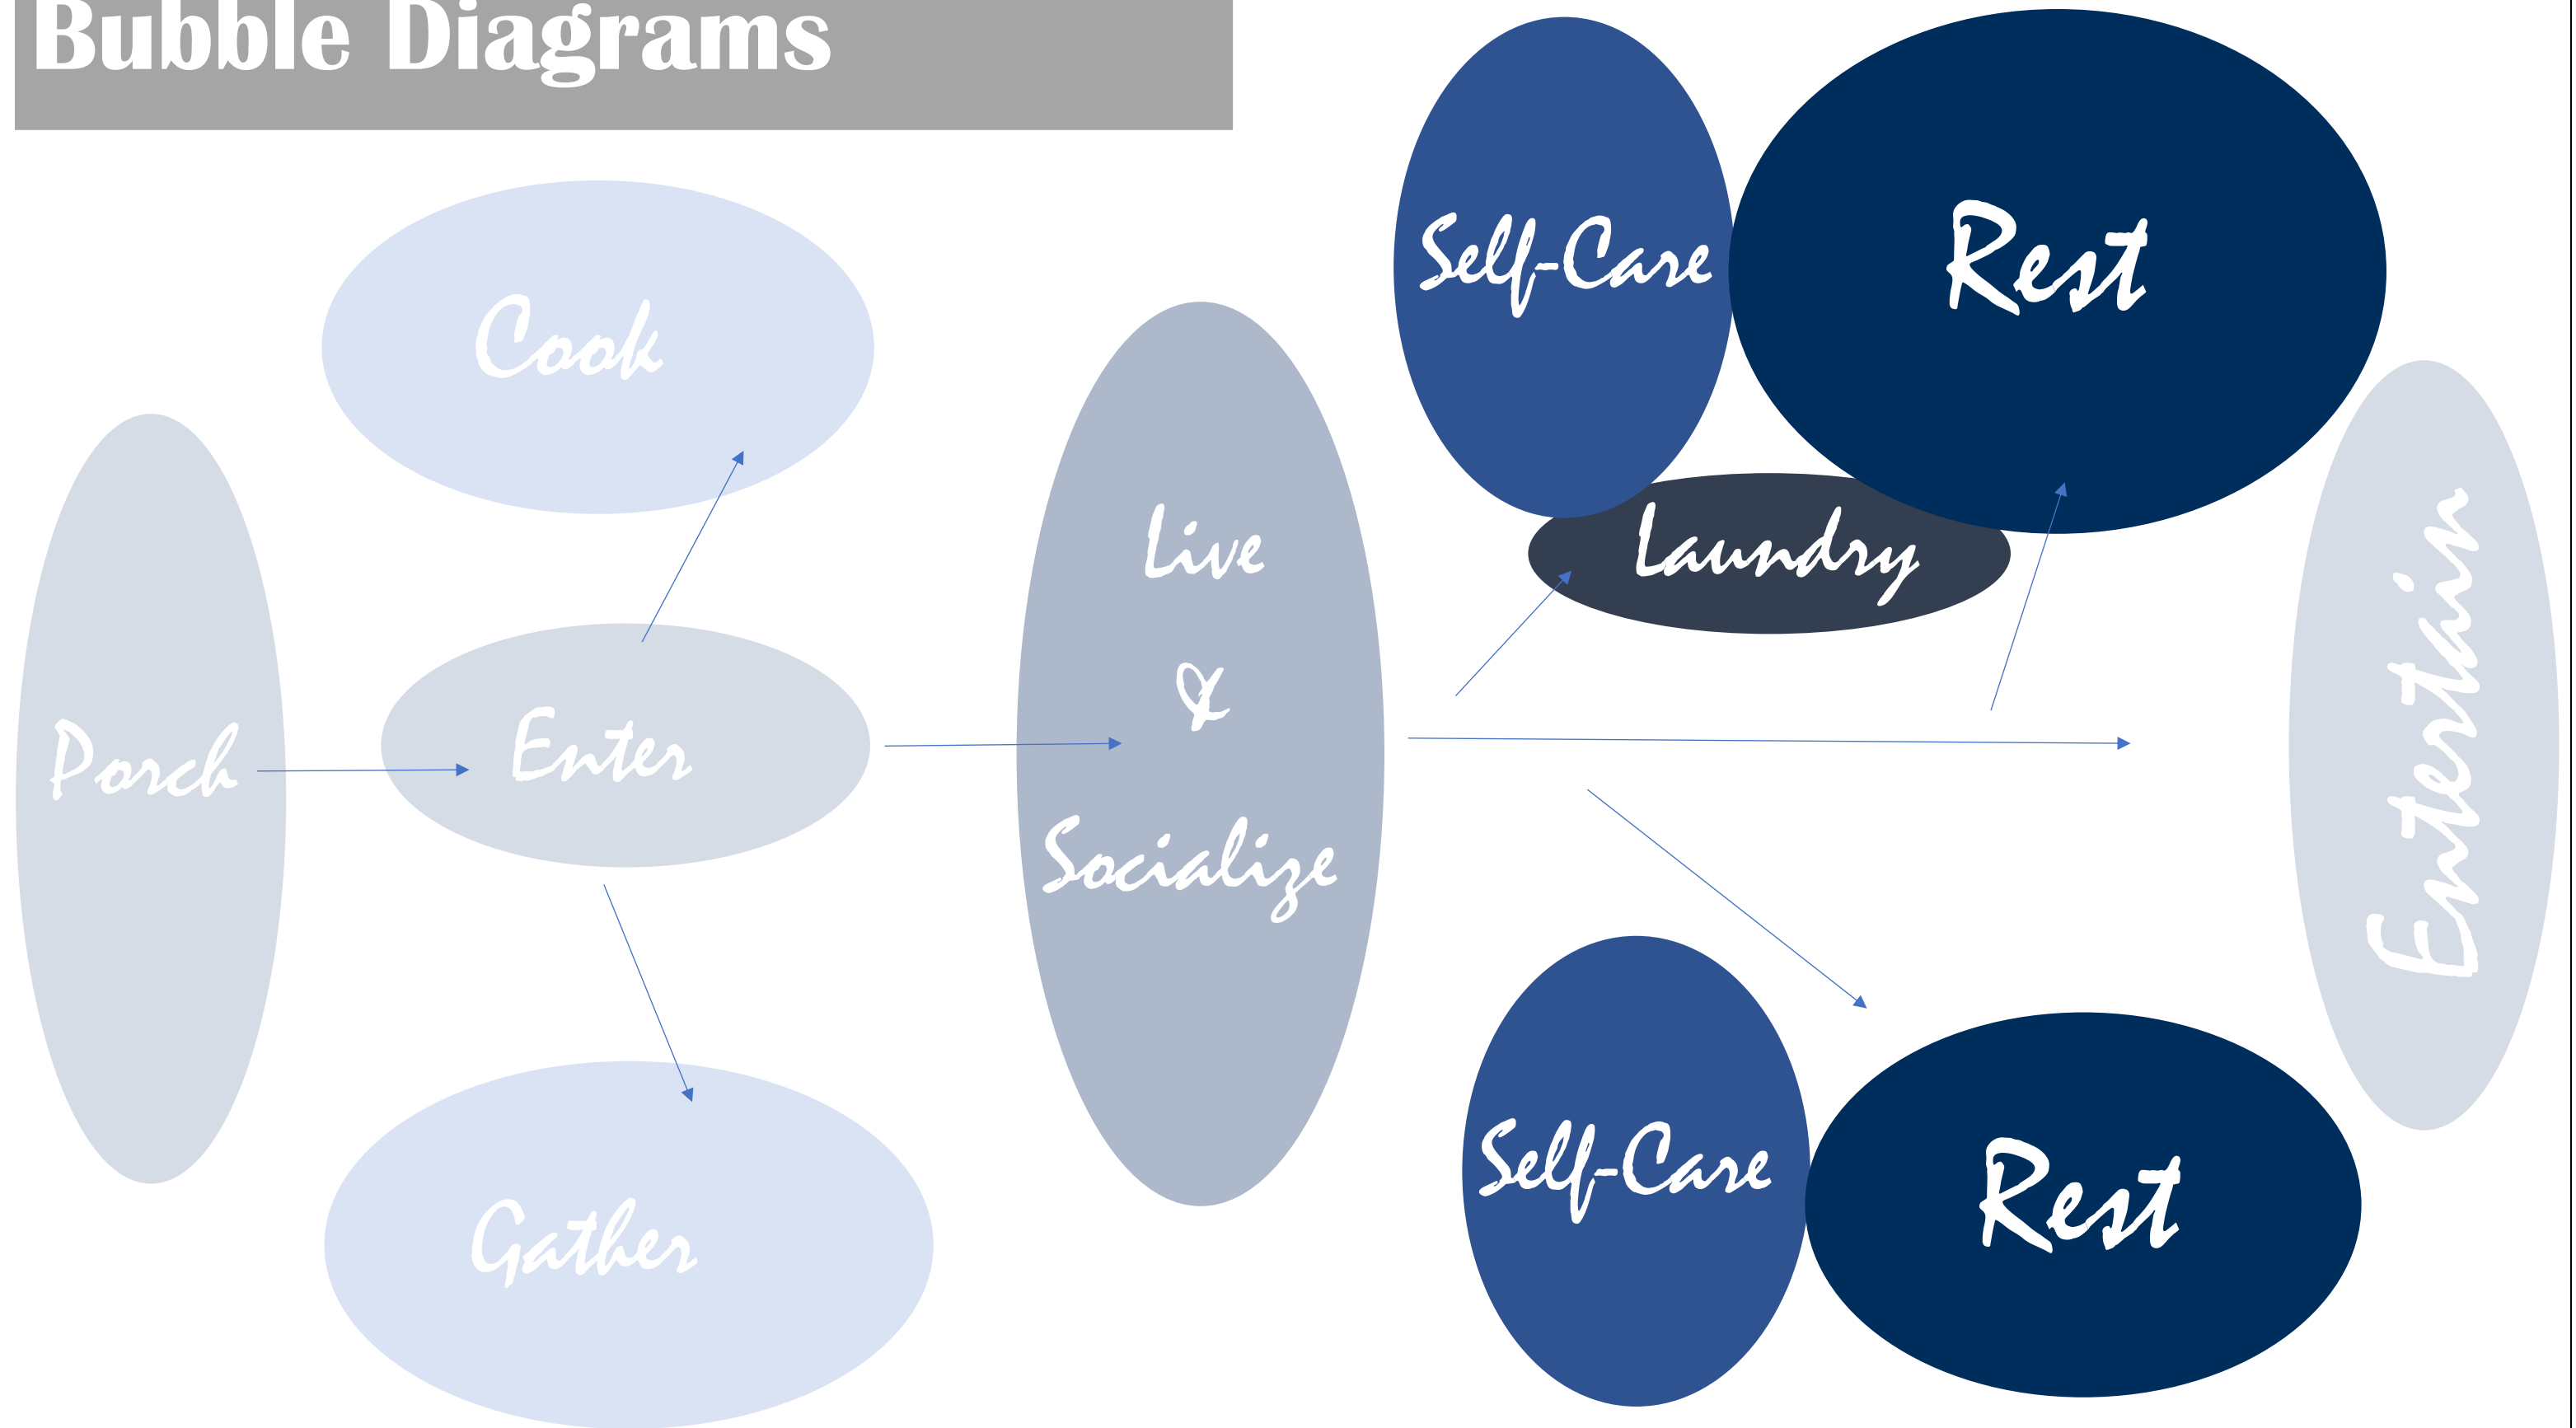 Bubble Diagrams
Cook
Porch
Enter
Gather
Live
&
Socialize
Self-Care
Rest
Laundry
Entertain
Self-Care
Rest